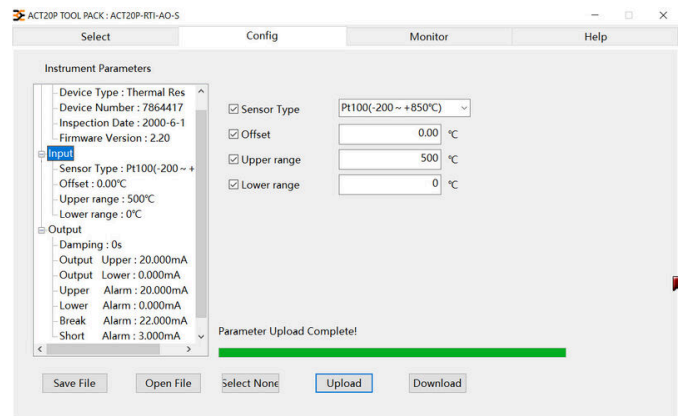 ACT20P TOOL PACK : ACT20P-RTI-AO-S
Select Config Monitor Help
Instrument Parameters
Device Type : Thermal Res
Device Number : 7864417
Inspection Date : 2000-6-1
Firmware Version : 2.20
Input
Sensor Type : Pt100(-200 ~ +
Offset : 0.00℃
Upper range : 500℃
Lower range : 0℃
Output
Damping : 0s
Output Upper : 20.000mA
Output Lower : 0.000mA
Upper Alarm : 20.000mA
Lower Alarm : 0.000mA
Break Alarm : 22.000mA
Short Alarm : 3.000mA
Sensor Type Pt100(-200 ~ +850℃)
Offset 0.00 ℃
Upper range 500 ℃
Lower range 0 ℃
Parameter Upload Complete!
Save File Open File Select None Upload Download